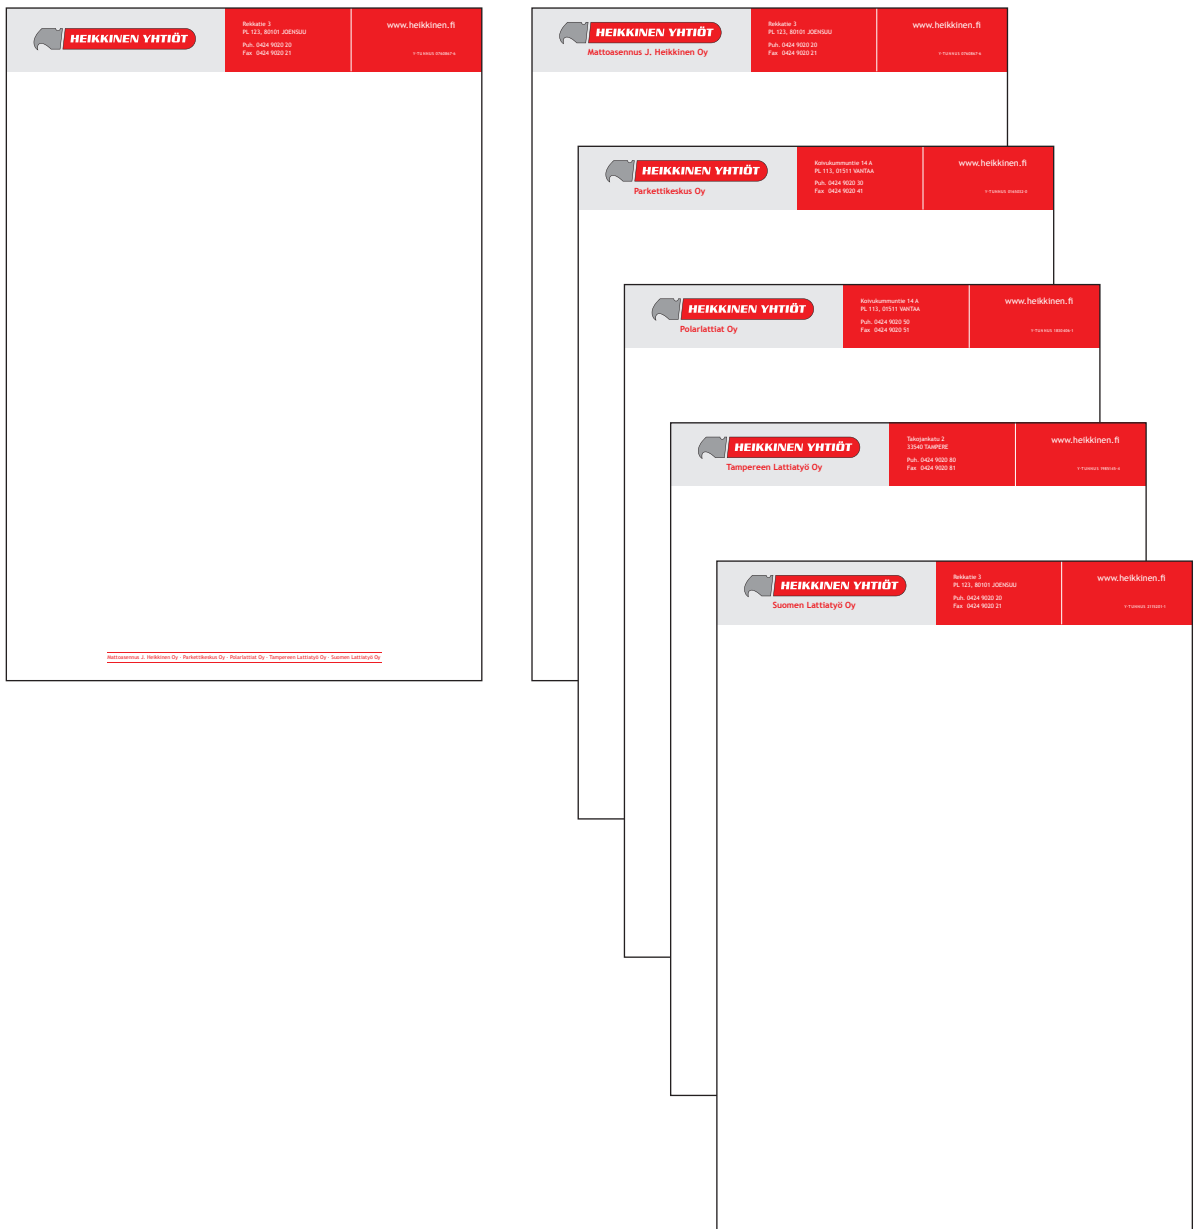 HEIKKINEN YHTIÖT
Rekkatie 3
PL 123, 80101 JOENSUU
Puh. 0424 9020 20
Fax 0424 9020 21
www.heikkinen.fi
Y-TUNNUS
Mattoasennus J. Heikkinen Oy - Parkettikeskus Oy - Polarlattiat Oy - Tampereen Lattiatyö Oy - Suomen Lattiatyö Oy
HEIKKINEN YHTIÖT
Mattoasennus J. Heikkinen Oy
Rekkatie 3
PL 123, 80101 JOENSUU
Puh. 0424 9020 20
Fax 0424 9020 21
www.heikkinen.fi
Y-TUNNUS
HEIKKINEN YHTIÖT
Parkettikeskus Oy
Koivukummuntie 14 A
PL 113, 01511 VANTAA
Puh. 0424 9020 30
Fax 0424 9020 41
www.heikkinen.fi
Y-TUNNUS
HEIKKINEN YHTIÖT
Polarlattiat Oy
Koivukummuntie 14 A
PL 113, 01511 VANTAA
Puh. 0424 9020 50
Fax 0424 9020 51
www.heikkinen.fi
Y-TUNNUS
HEIKKINEN YHTIÖT
Tampereen Lattiatyö Oy
Takojankatu 2
33540 TAMPERE
Puh. 0424 9020 80
Fax 0424 9020 81
www.heikkinen.fi
Y-TUNNUS
HEIKKINEN YHTIÖT
Suomen Lattiatyö Oy
Rekkatie 3
PL 123, 80101 JOENSUU
Puh. 0424 9020 20
Fax 0424 9020 21
www.heikkinen.fi
Y-TUNNUS